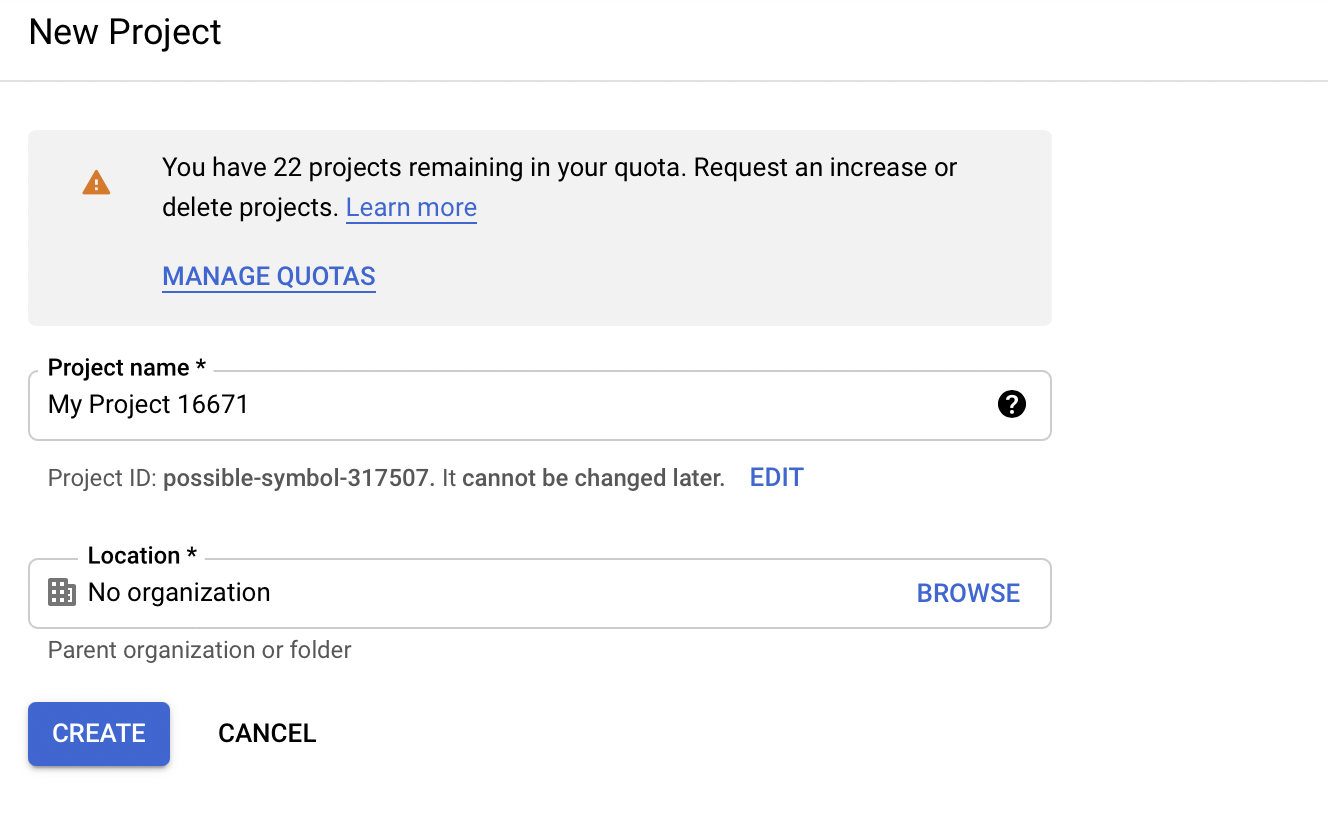 New Project
You have 22 projects remaining in your quota. Request an increase or
delete projects. Learn more
MANAGE QUOTAS
Project name *
My Project 16671
Project ID: possible-symbol-317507. It cannot be changed later. EDIT
Location *
No organization BROWSE
Parent organization or folder
CREATE CANCEL